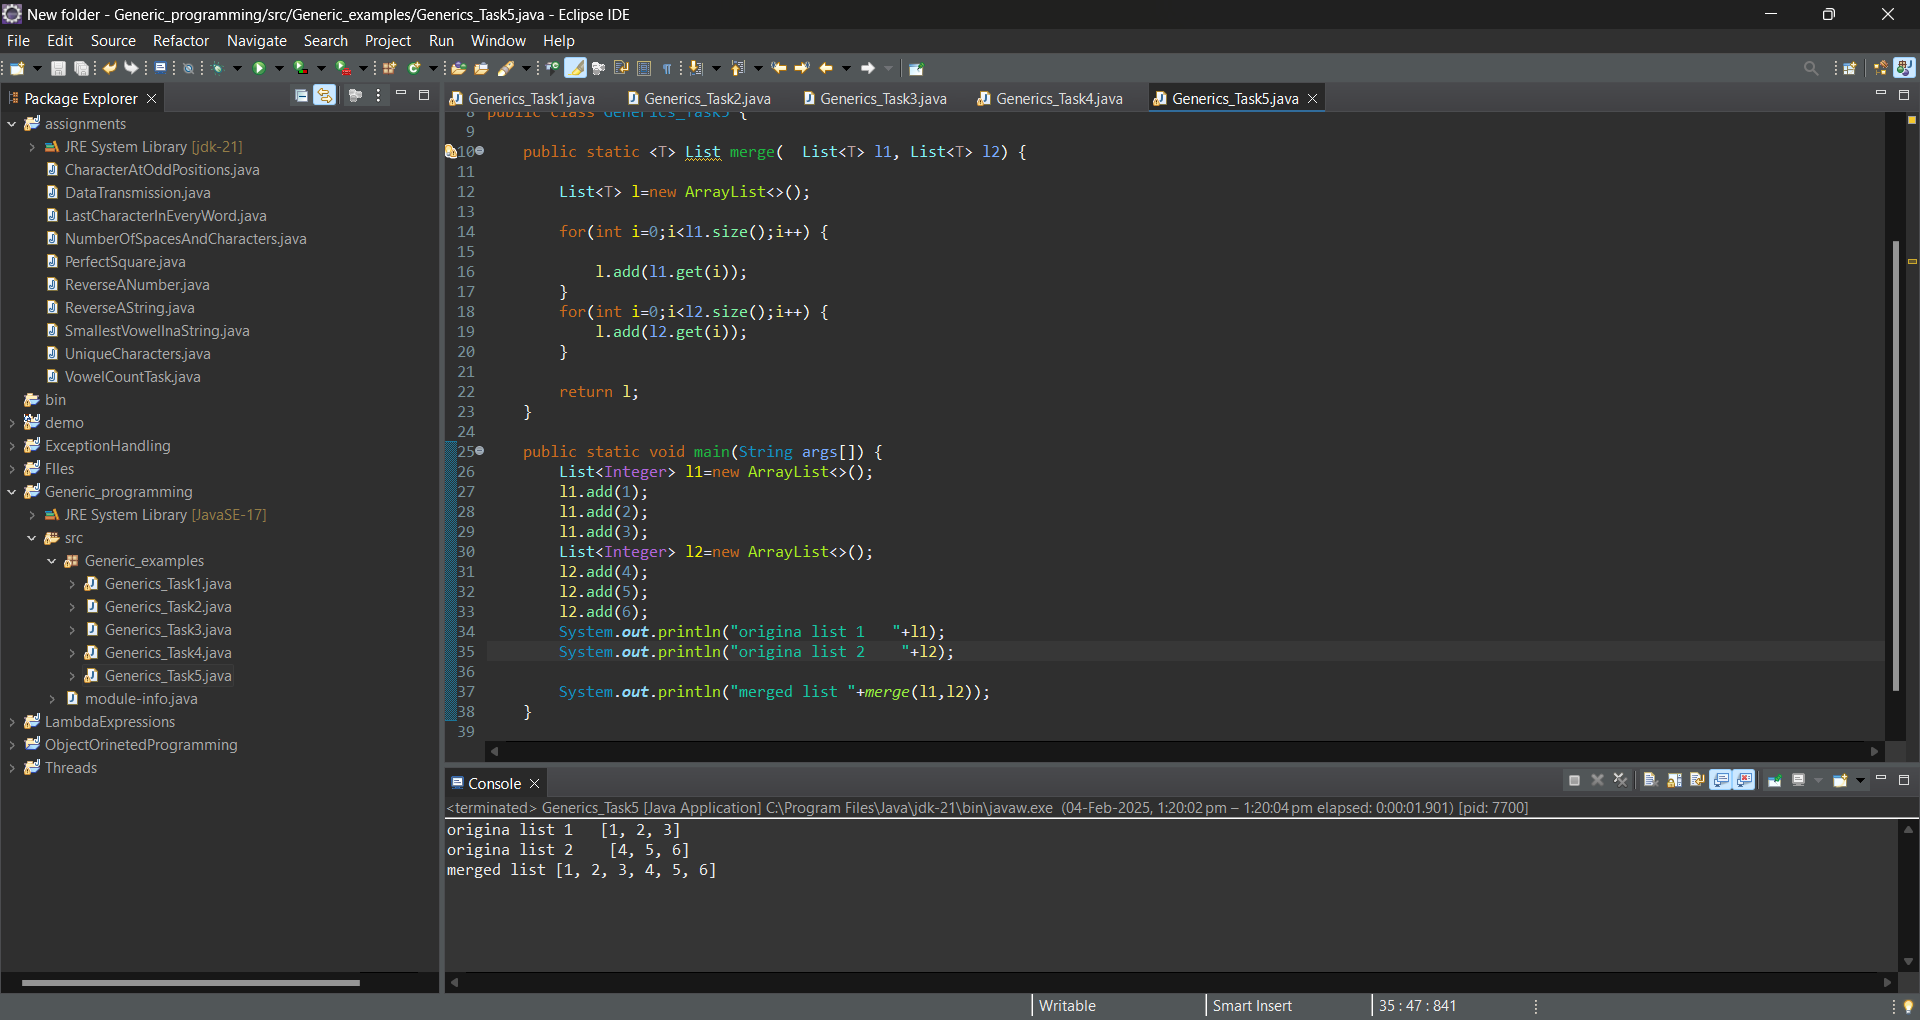 New folder - Generic_programming/src/Generic_examples/Generics_Task5.java - Eclipse IDE
File Edit Source Refactor Navigate Search Project Run Window Help
Package Explorer
assignments
JRE System Library [jdk-21]
CharacterAtOddPositions.java
DataTransmission.java
LastCharacterInEveryWord.java
NumberOfSpacesAndCharacters.java
PerfectSquare.java
ReverseANumber.java
ReverseAString.java
SmallestVowelInaString.java
UniqueCharacters.java
VowelCountTask.java
bin
demo
ExceptionHandling
FIles
Generic_programming
JRE System Library [JavaSE-17]
src
Generic_examples
Generics_Task1.java
Generics_Task2.java
Generics_Task3.java
Generics_Task4.java
Generics_Task5.java
module-info.java
LambdaExpressions
ObjectOrinetedProgramming
Threads
Generics_Task1.java Generics_Task2.java Generics_Task3.java Generics_Task4.java Generics_Task5.java
8 public class Generics_Task5 {
9
10 public static <T> List merge(  List<T> l1, List<T> l2) {
11
12 List<T> l=new ArrayList<>();
13
14 for(int i=0;i<l1.size();i++) {
15
16 l.add(l1.get(i));
17 }
18 for(int i=0;i<l2.size();i++) {
19 l.add(l2.get(i));
20 }
21
22 return l;
23 }
24
25 public static void main(String args[]) {
26 List<Integer> l1=new ArrayList<>();
27 l1.add(1);
28 l1.add(2);
29 l1.add(3);
30 List<Integer> l2=new ArrayList<>();
31 l2.add(4);
32 l2.add(5);
33 l2.add(6);
34 System.out.println("origina list 1   "+l1);
35 System.out.println("origina list 2    "+l2);
36
37 System.out.println("merged list "+merge(l1,l2));
38 }
39
Console
<terminated> Generics_Task5 [Java Application] C:\Program Files\Java\jdk-21\bin\javaw.exe (04-Feb-2025, 1:20:02 pm – 1:20:04 pm elapsed: 0:00:01.901) [pid: 7700]
origina list 1   [1, 2, 3]
origina list 2    [4, 5, 6]
merged list [1, 2, 3, 4, 5, 6]
Writable Smart Insert 35 : 47 : 841